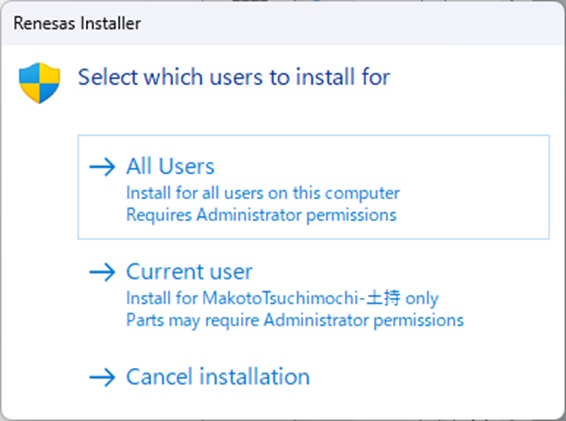 Renesas Installer
Select which users to install for
All Users
Install for all users on this computer
Requires Administrator permissions
Current user
Install for MakotoTsuchimochi-土持 only
Parts may require Administrator permissions
Cancel installation